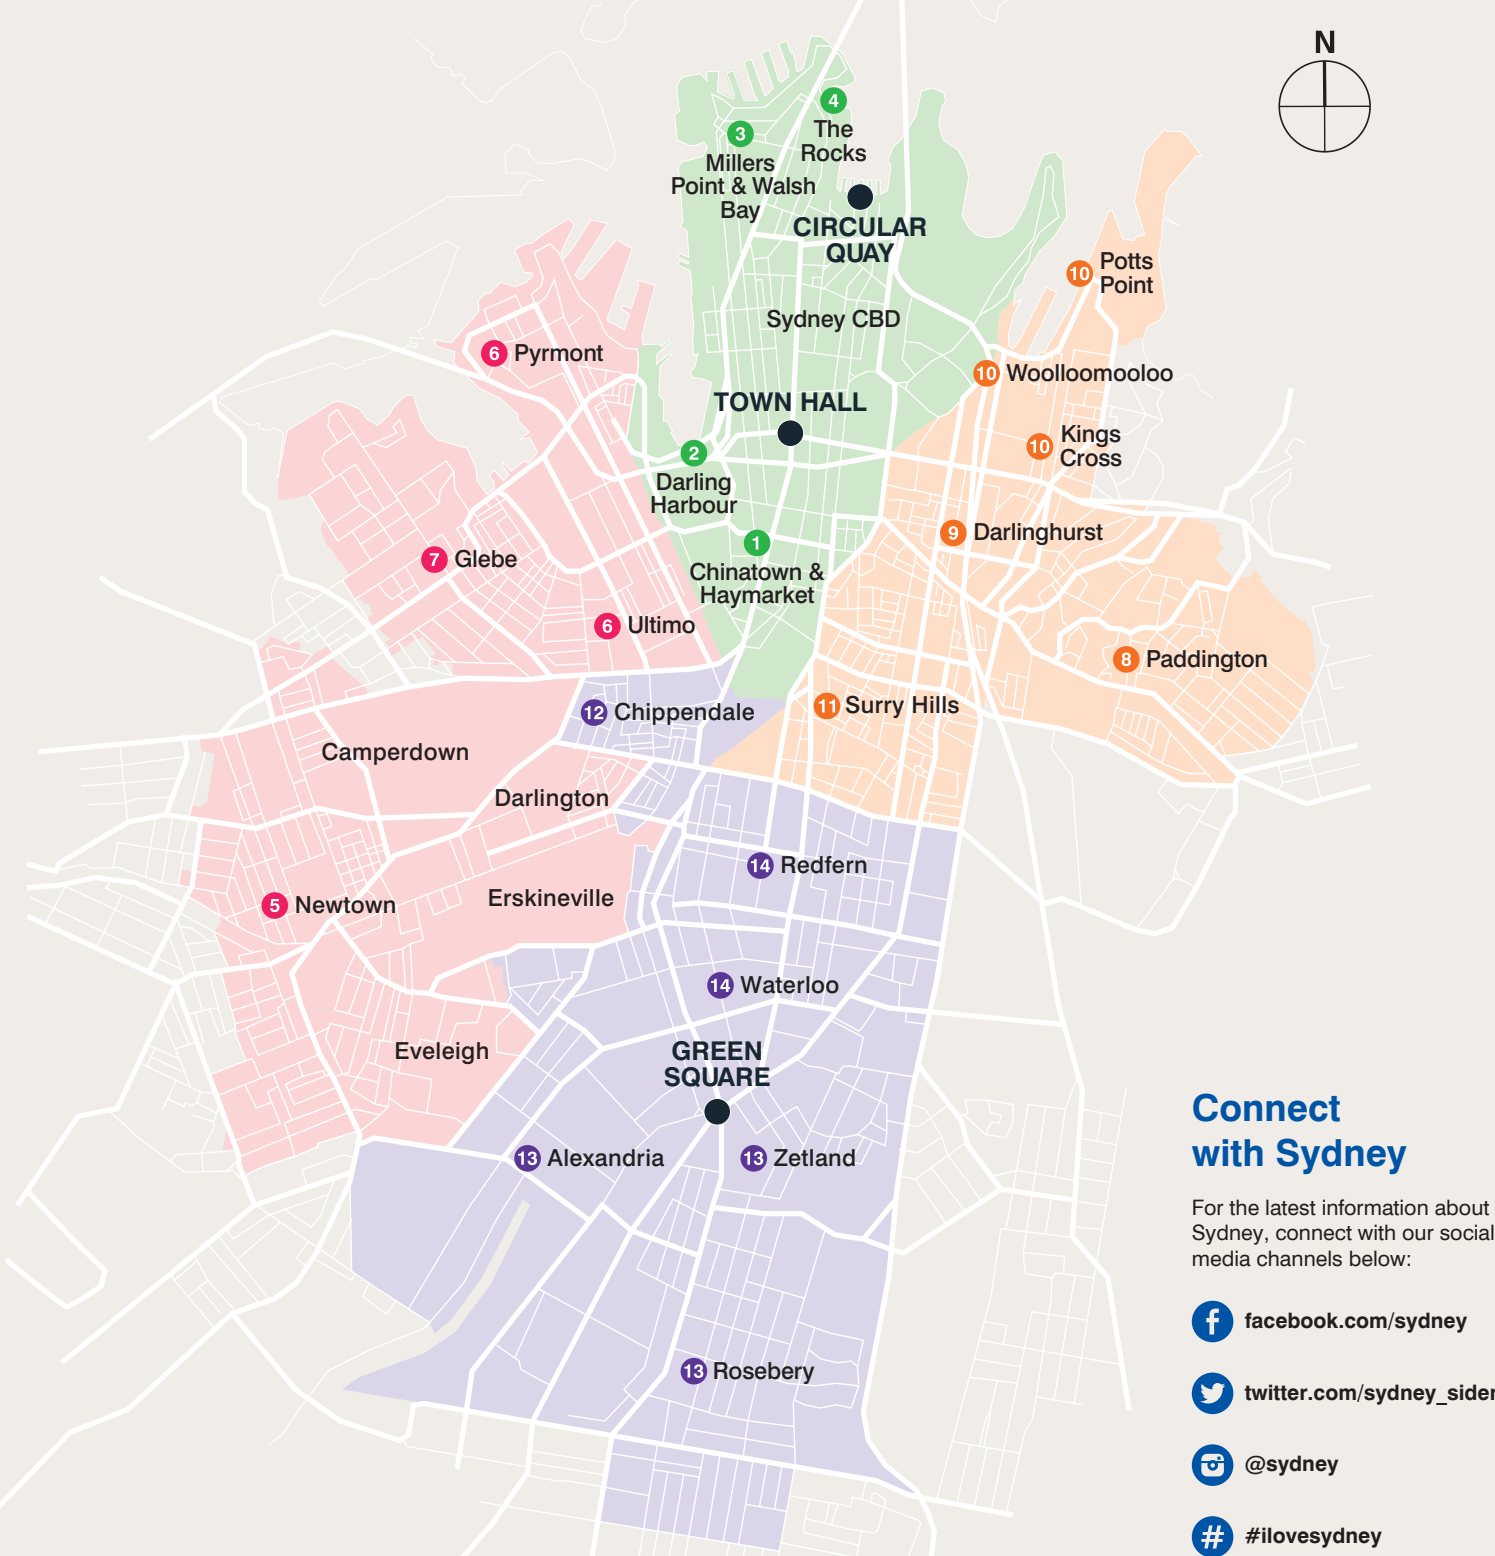 N
4
The
Rocks
3
Millers
Point & Walsh
Bay
CIRCULAR
QUAY
10
Potts
Point
Sydney CBD
6 Pyrmont
10 Woolloomooloo
TOWN HALL
10
Kings
Cross
2
Darling
Harbour
9 Darlinghurst
1
Chinatown &
Haymarket
7 Glebe
6 Ultimo
8 Paddington
11 Surry Hills
12 Chippendale
Camperdown
Darlington
14 Redfern
Erskineville
5 Newtown
14 Waterloo
Eveleigh
GREEN
SQUARE
13 Alexandria
13 Zetland
13 Rosebery
Connect
with Sydney
For the latest information about
Sydney, connect with our social
media channels below:
facebook.com/sydney
twitter.com/sydney_sider
@sydney
#ilovesydney